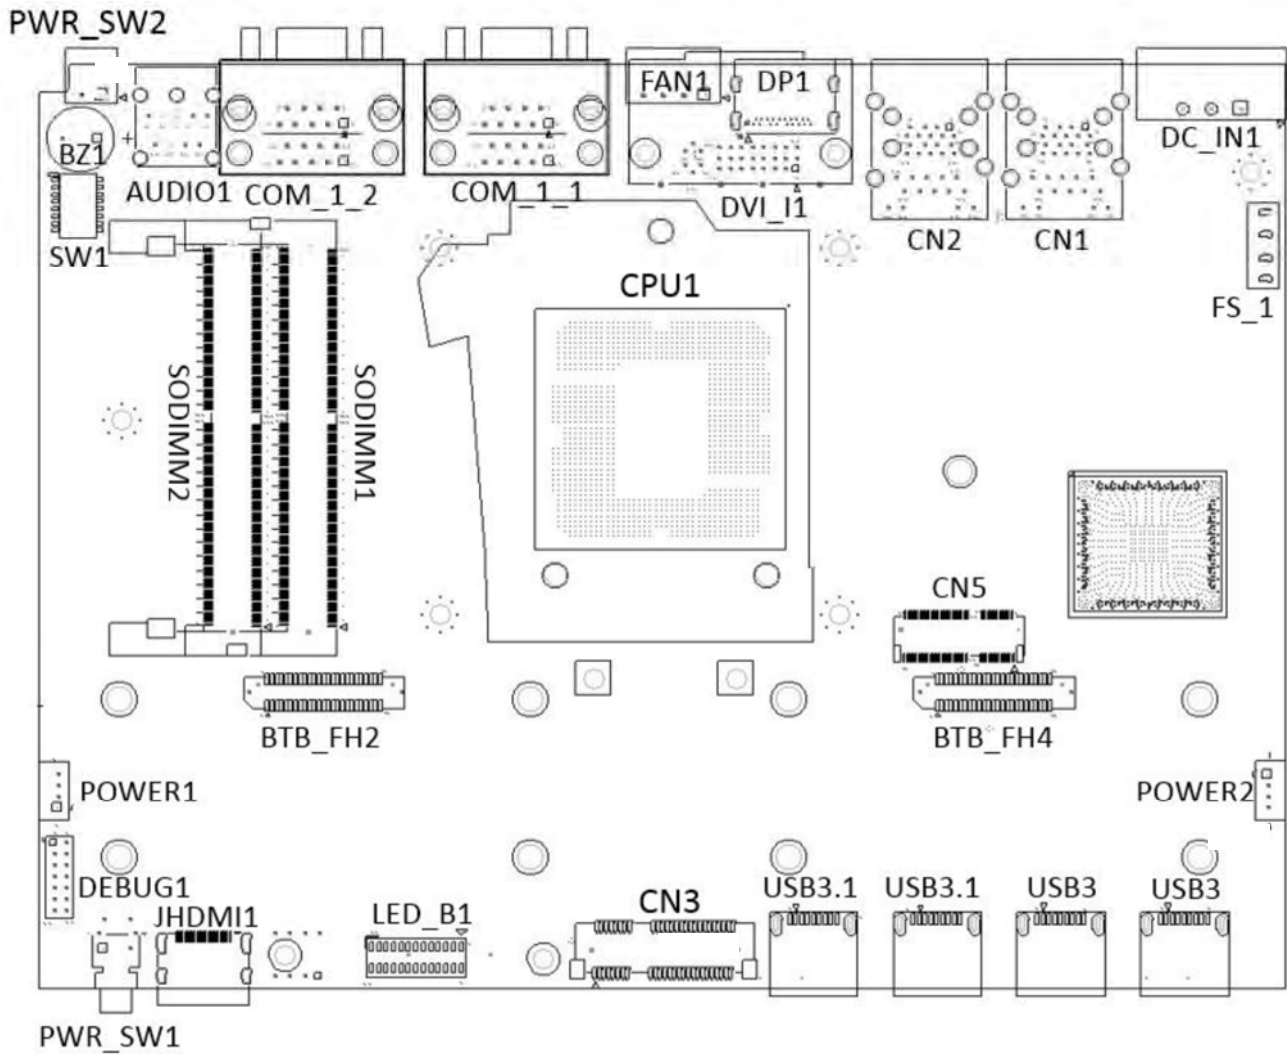 PWR_SW2
FAN1
DP1
BZ1
AUDIO1
COM_1_2
COM_1_1
DVI_I1
DC_IN1
SW1
CN2
CN1
CPU1
FS_1
SODIMM2
SODIMM1
CN5
BTB_FH2
BTB_FH4
POWER1
POWER2
DEBUG1
JHDMI1
LED_B1
CN3
USB3.1
USB3.1
USB3
USB3
PWR_SW1